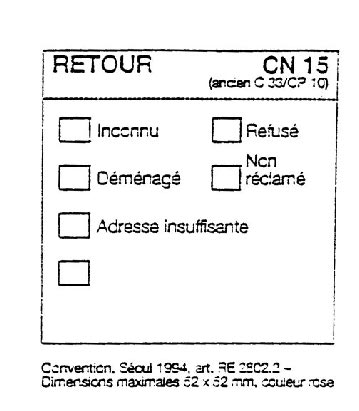 RETOUR CN 15
(ancien C 33/CP 10)
Inconnu Refusé
Déménagé Non réclamé
Adresse insuffisante
Convention, Séoul 1994, art. RE 2802.2 –
Dimensions maximales 52 x 52 mm, couleur rose